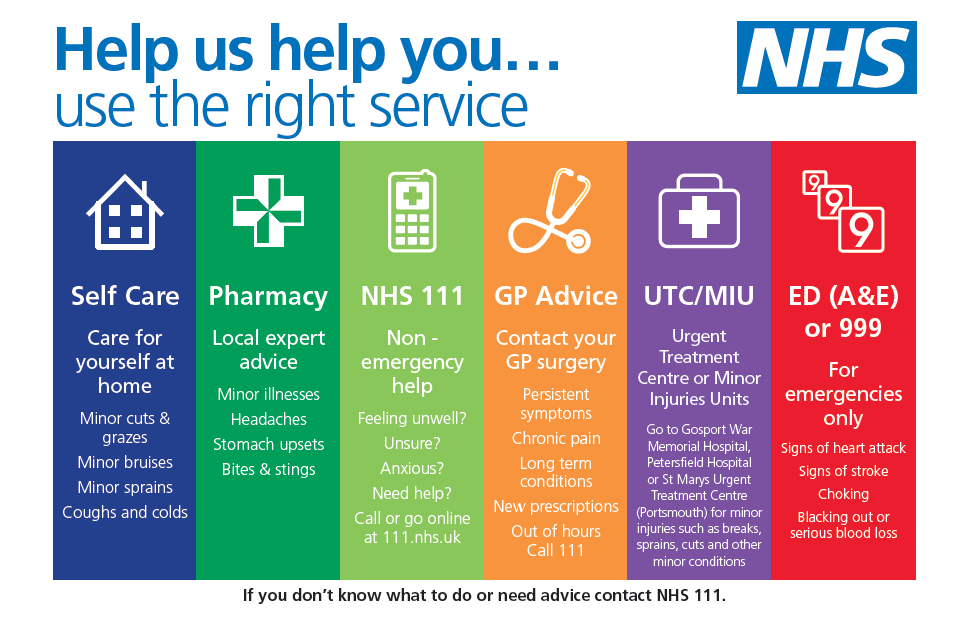 Help us help you...
use the right service
NHS
Self Care
Care for
yourself at
home
Minor cuts &
grazes
Minor bruises
Minor sprains
Coughs and colds
Pharmacy
Local expert
advice
Minor illnesses
Headaches
Stomach upsets
Bites & stings
NHS 111
Non -
emergency
help
Feeling unwell?
Unsure?
Anxious?
Need help?
Call or go online
at 111.nhs.uk
GP Advice
Contact your
GP surgery
Persistent
symptoms
Chronic pain
Long term
conditions
New prescriptions
Out of hours
Call 111
UTC/MIU
Urgent
Treatment
Centre or Minor
Injuries Units
Go to Gosport War
Memorial Hospital,
Petersfield Hospital
or St Marys Urgent
Treatment Centre
(Portsmouth) for minor
injuries such as breaks,
sprains, cuts and other
minor conditions
9
9
9
ED (A&E)
or 999
For
emergencies
only
Signs of heart attack
Signs of stroke
Choking
Blacking out or
serious blood loss
If you don't know what to do or need advice contact NHS 111.